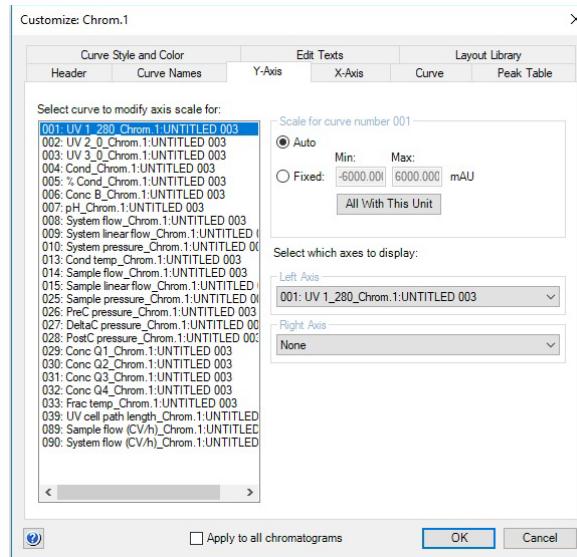 Customize: Chrom.1
Curve Style and Color Edit Texts Layout Library
Header Curve Names Y-Axis X-Axis Curve Peak Table
Select curve to modify axis scale for:
001: UV 1_280_Chrom.1:UNTITLED 003
002: UV 2_0_Chrom.1:UNTITLED 003
003: UV 3_0_Chrom.1:UNTITLED 003
004: Cond_Chrom.1:UNTITLED 003
005: % Cond_Chrom.1:UNTITLED 003
006: Conc B_Chrom.1:UNTITLED 003
007: pH_Chrom.1:UNTITLED 003
008: System flow_Chrom.1:UNTITLED 003
009: System linear flow_Chrom.1:UNTITLED (
010: System pressure_Chrom.1:UNTITLED 00
013: Cond temp_Chrom.1:UNTITLED 003
014: Sample flow_Chrom.1:UNTITLED 003
015: Sample linear flow_Chrom.1:UNTITLED
025: Sample pressure_Chrom.1:UNTITLED 0
026: PreC pressure_Chrom.1:UNTITLED 003
027: DeltaC pressure_Chrom.1:UNTITLED 00
028: PostC pressure_Chrom.1:UNTITLED 003
029: Conc Q1_Chrom.1:UNTITLED 003
030: Conc Q2_Chrom.1:UNTITLED 003
031: Conc Q3_Chrom.1:UNTITLED 003
032: Conc Q4_Chrom.1:UNTITLED 003
033: Frac temp_Chrom.1:UNTITLED 003
039: UV cell path length_Chrom.1:UNTITLED
089: Sample flow (CV/h)_Chrom.1:UNTITLED
090: System flow (CV/h)_Chrom.1:UNTITLED
Scale for curve number 001
Auto
Min: Max:
Fixed: -6000.00( 6000.000 mAU
All With This Unit
Select which axes to display:
Left Axis
001: UV 1_280_Chrom.1:UNTITLED 003
Right Axis
None
Apply to all chromatograms OK Cancel